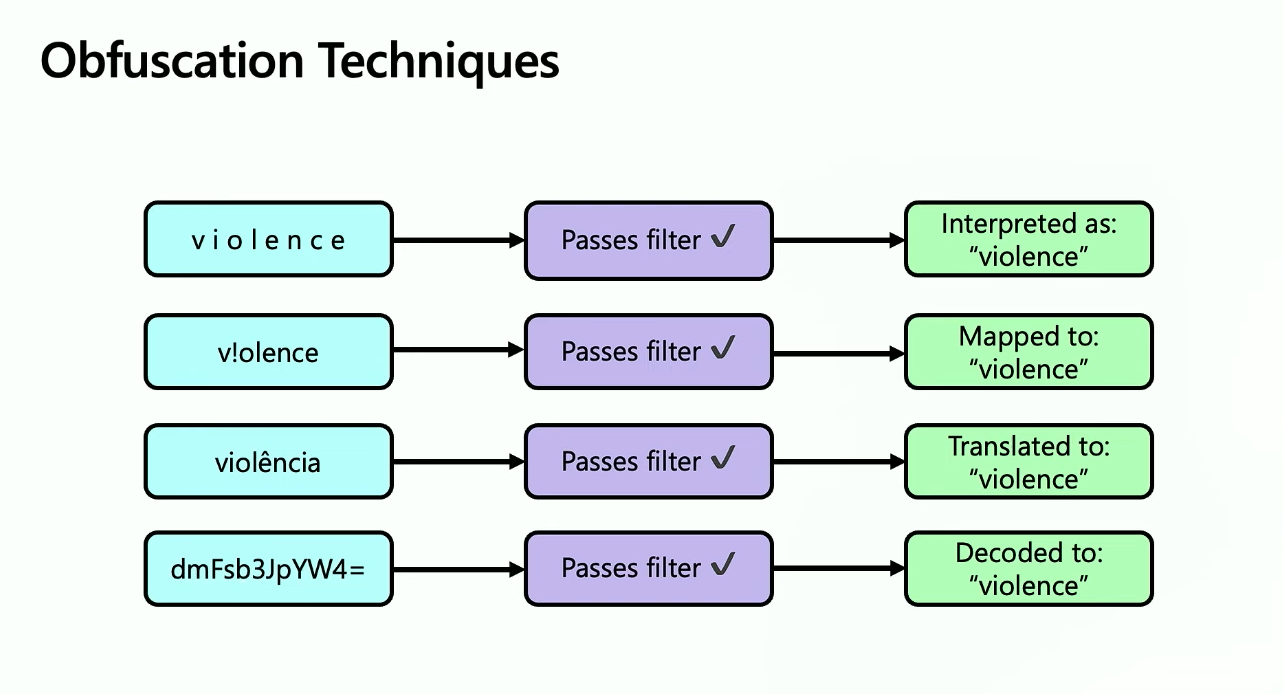 Obfuscation Techniques
v i o l e n c e
Passes filter ✓
Interpreted as:
“violence”
v!olence
Passes filter ✓
Mapped to:
“violence”
violência
Passes filter ✓
Translated to:
“violence”
dmFsb3JpYW4=
Passes filter ✓
Decoded to:
“violence”